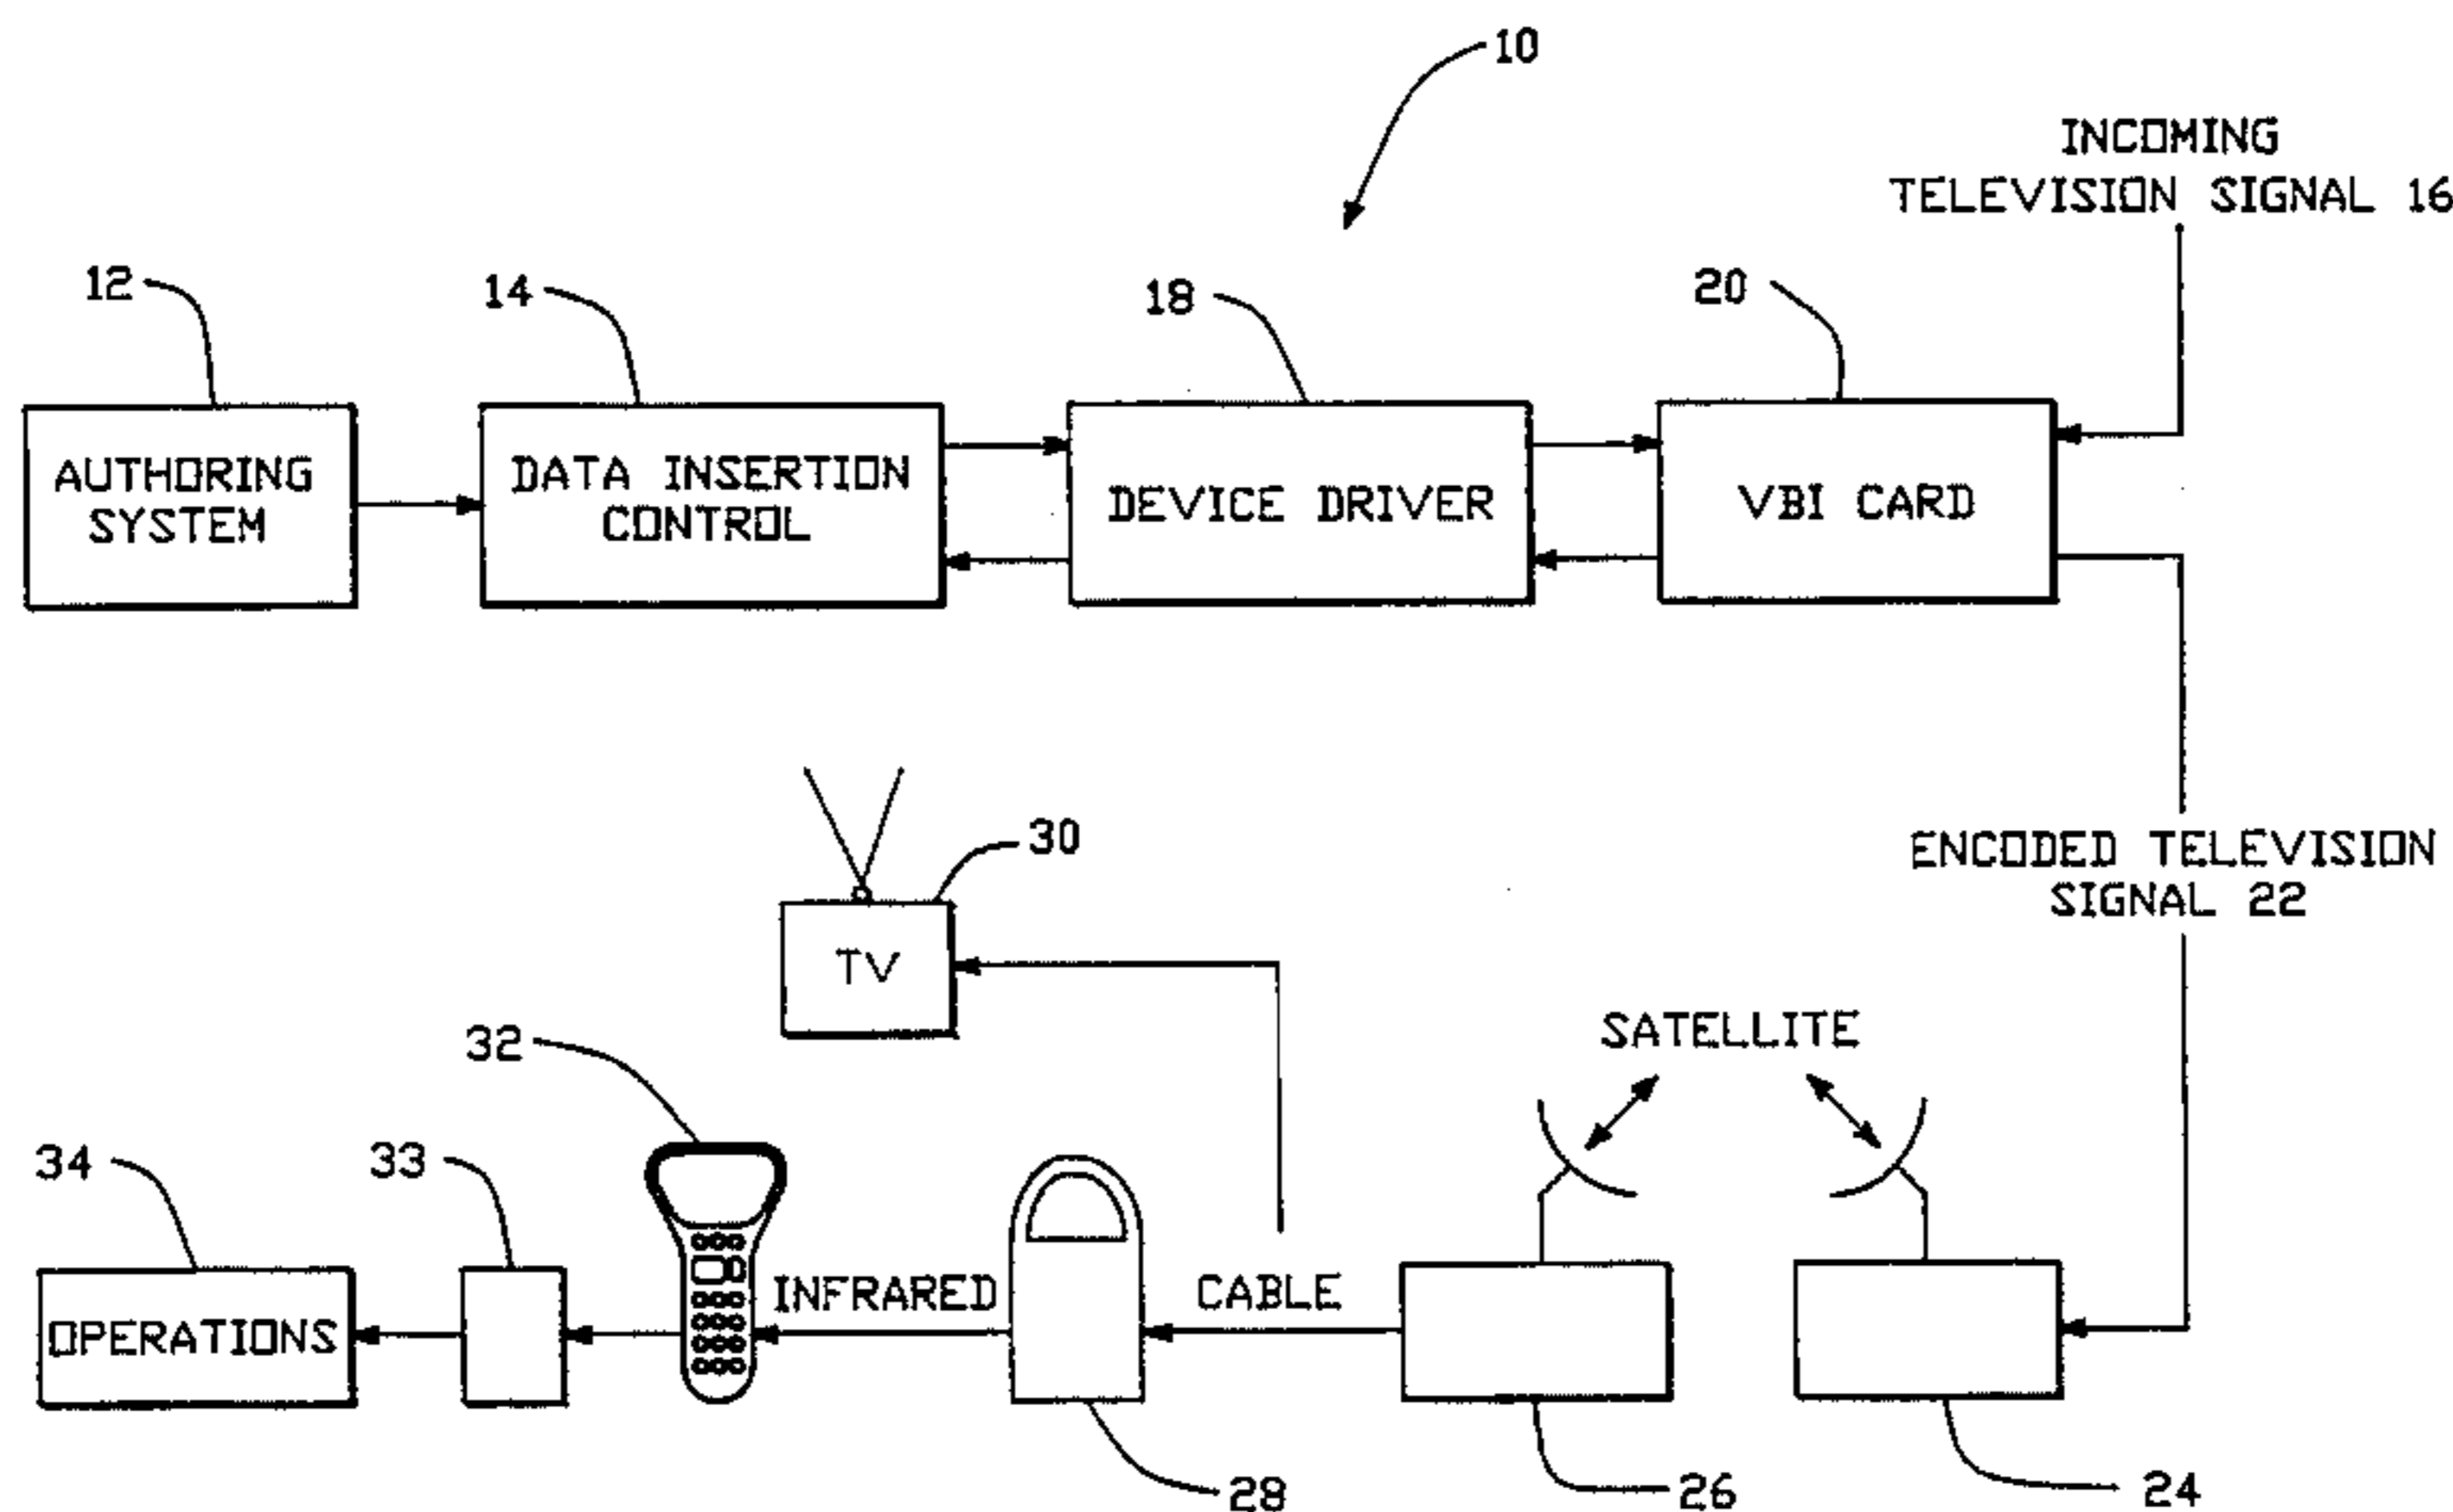 10
INCOMING
TELEVISION SIGNAL 16
12
14
18
20
AUTHORING
SYSTEM
DATA INSERTION
CONTROL
DEVICE DRIVER
VBI CARD
30
ENCODED TELEVISION
SIGNAL 22
TV
32
SATELLITE
34
33
INFRARED
CABLE
OPERATIONS
28
26
24